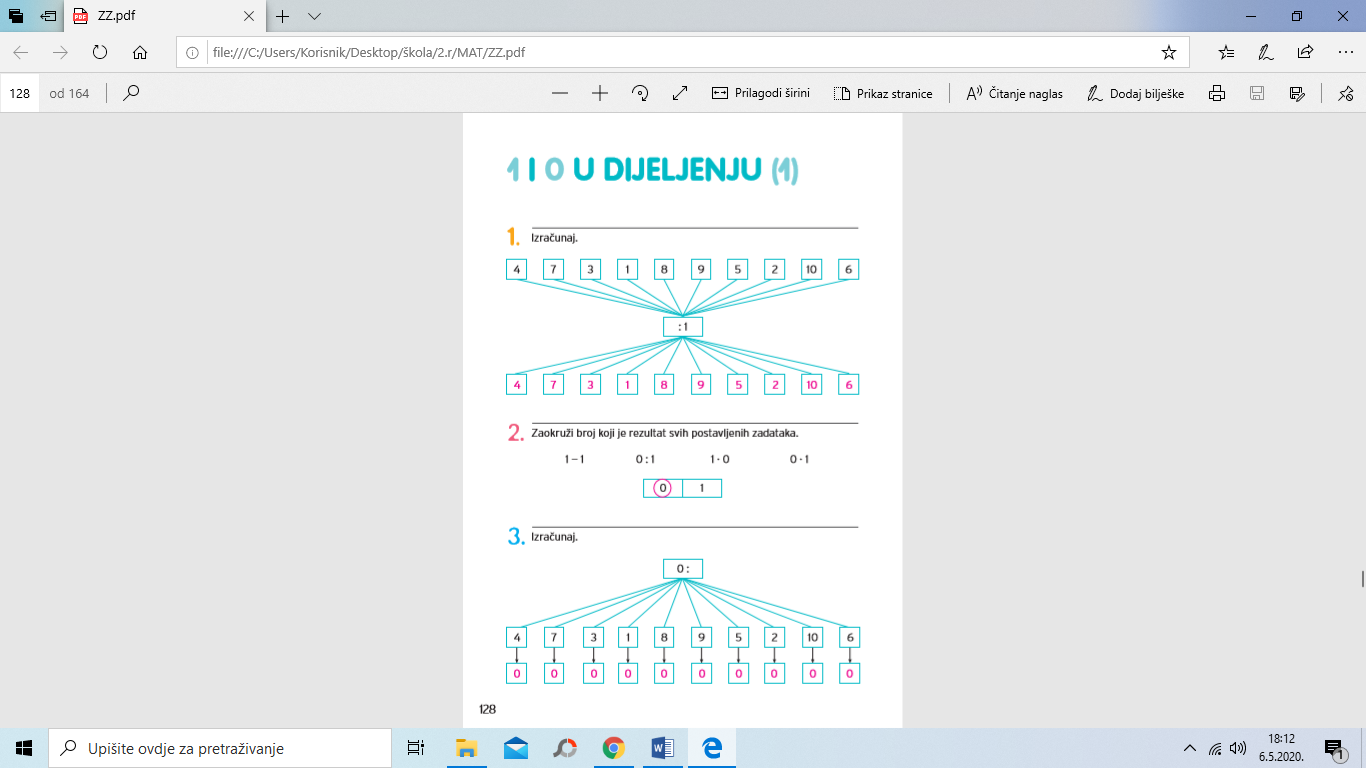 ZZ.pdf
file:///C:/Users/Korisnik/Desktop/škola/2.r/MAT/ZZ.pdf
128 od 164 Prilagodi širini Prikaz stranice Čitanje naglas Dodaj bilješke
1 I 0 U DIJELJENJU (1)
1. Izračunaj.
4 7 3 1 8 9 5 2 10 6
: 1
4 7 3 1 8 9 5 2 10 6
2. Zaokruži broj koji je rezultat svih postavljenih zadataka.
1 – 1 0 : 1 1 · 0 0 · 1
0 1
3. Izračunaj.
0 :
4 7 3 1 8 9 5 2 10 6
0 0 0 0 0 0 0 0 0 0
128
Upišite ovdje za pretraživanje
18:12
6.5.2020.
1